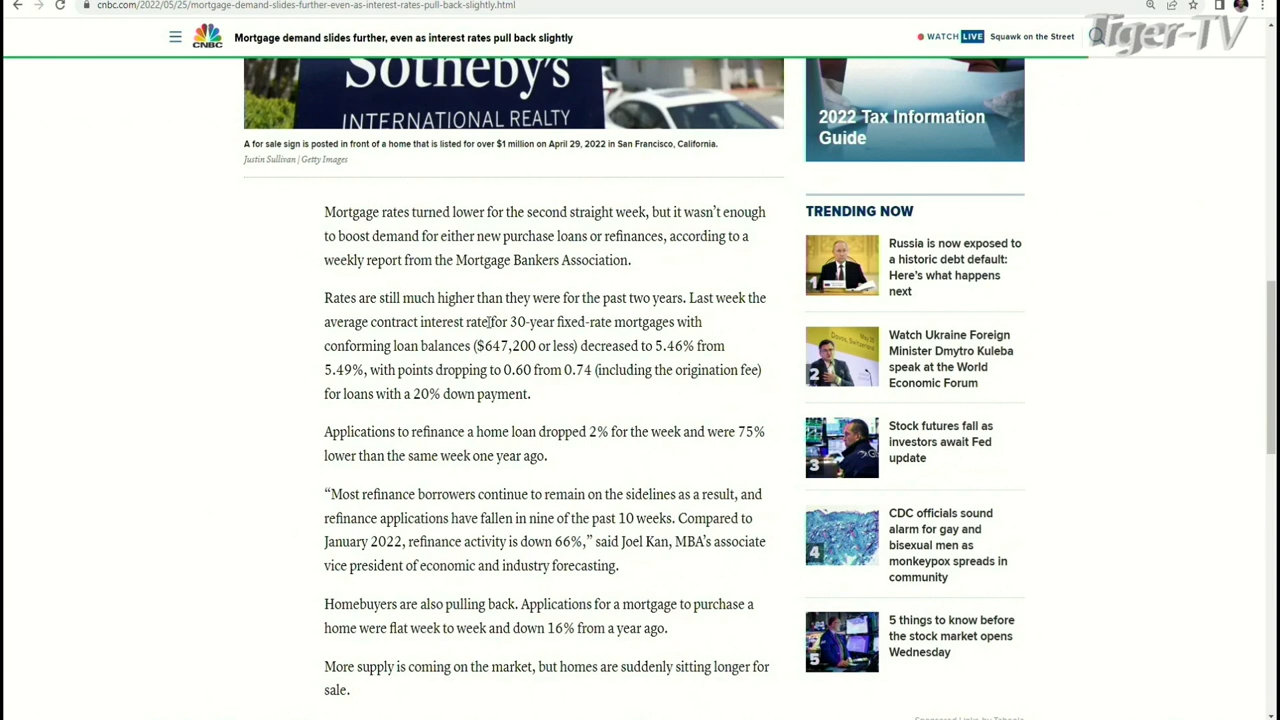 cnbc.com/2022/05/25/mortgage-demand-slides-further-even-as-interest-rates-pull-back-slightly.html
CNBC
Mortgage demand slides further, even as interest rates pull back slightly
WATCH LIVE Squawk on the Street
Tiger-TV
Sotheby's
INTERNATIONAL REALTY
A for sale sign is posted in front of a home that is listed for over $1 million on April 29, 2022 in San Francisco, California.
Justin Sullivan | Getty Images
Mortgage rates turned lower for the second straight week, but it wasn't enough
to boost demand for either new purchase loans or refinances, according to a
weekly report from the Mortgage Bankers Association.
Rates are still much higher than they were for the past two years. Last week the
average contract interest rate for 30-year fixed-rate mortgages with
conforming loan balances ($647,200 or less) decreased to 5.46% from
5.49%, with points dropping to 0.60 from 0.74 (including the origination fee)
for loans with a 20% down payment.
Applications to refinance a home loan dropped 2% for the week and were 75%
lower than the same week one year ago.
“Most refinance borrowers continue to remain on the sidelines as a result, and
refinance applications have fallen in nine of the past 10 weeks. Compared to
January 2022, refinance activity is down 66%,” said Joel Kan, MBA's associate
vice president of economic and industry forecasting.
Homebuyers are also pulling back. Applications for a mortgage to purchase a
home were flat week to week and down 16% from a year ago.
More supply is coming on the market, but homes are suddenly sitting longer for
sale.
2022 Tax Information
Guide
TRENDING NOW
1
Russia is now exposed to
a historic debt default:
Here's what happens
next
2
Watch Ukraine Foreign
Minister Dmytro Kuleba
speak at the World
Economic Forum
3
Stock futures fall as
investors await Fed
update
4
CDC officials sound
alarm for gay and
bisexual men as
monkeypox spreads in
community
5
5 things to know before
the stock market opens
Wednesday